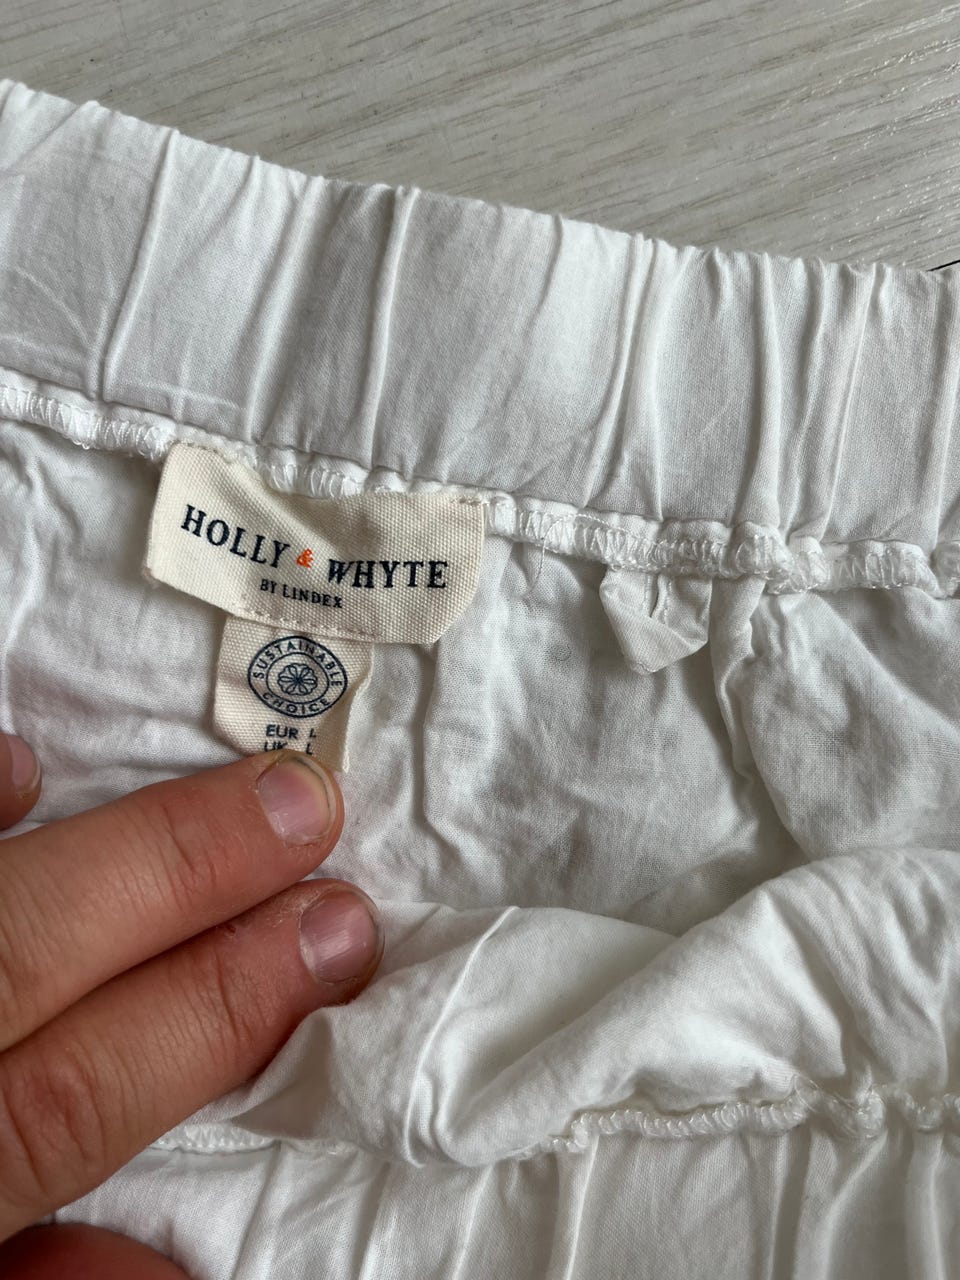 HOLLY & WHYTE
BY LINDEX
SUSTAINABLE
CHOICE
EUR L
UK L